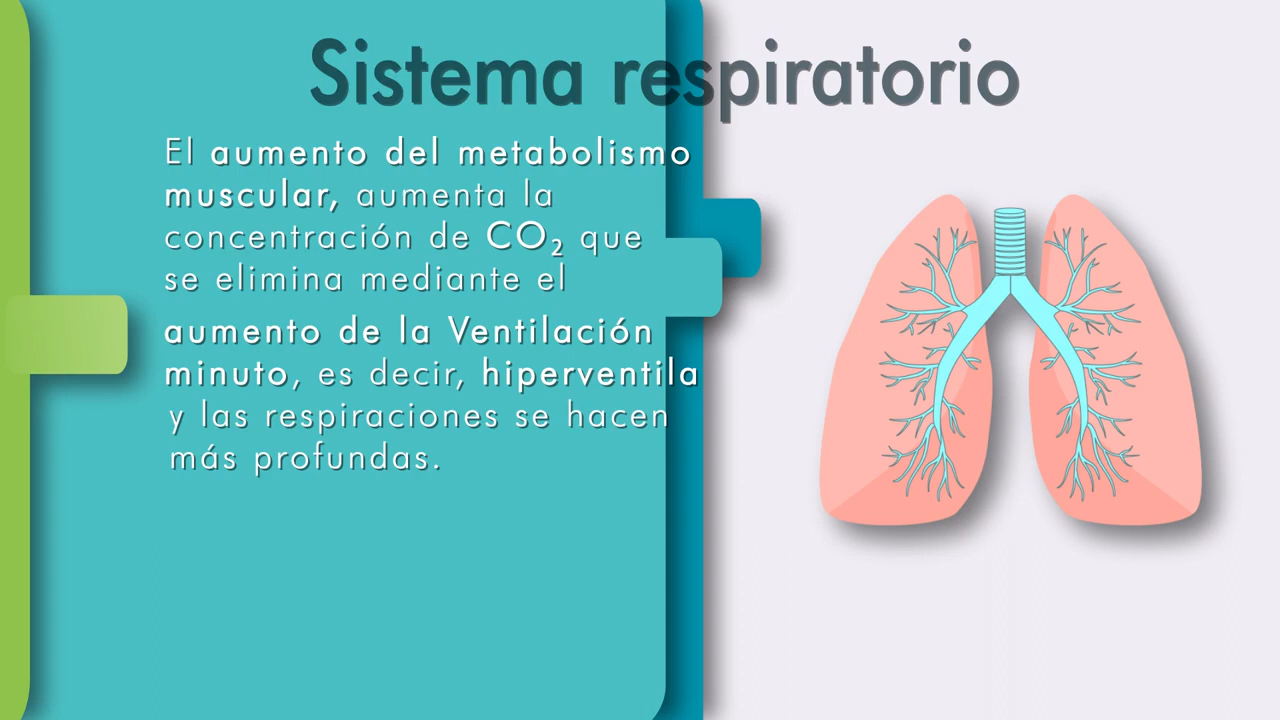 Sistema respiratorio
El aumento del metabolismo
muscular, aumenta la
concentración de CO₂ que
se elimina mediante el
aumento de la Ventilación
minuto, es decir, hiperventila
y las respiraciones se hacen
más profundas.